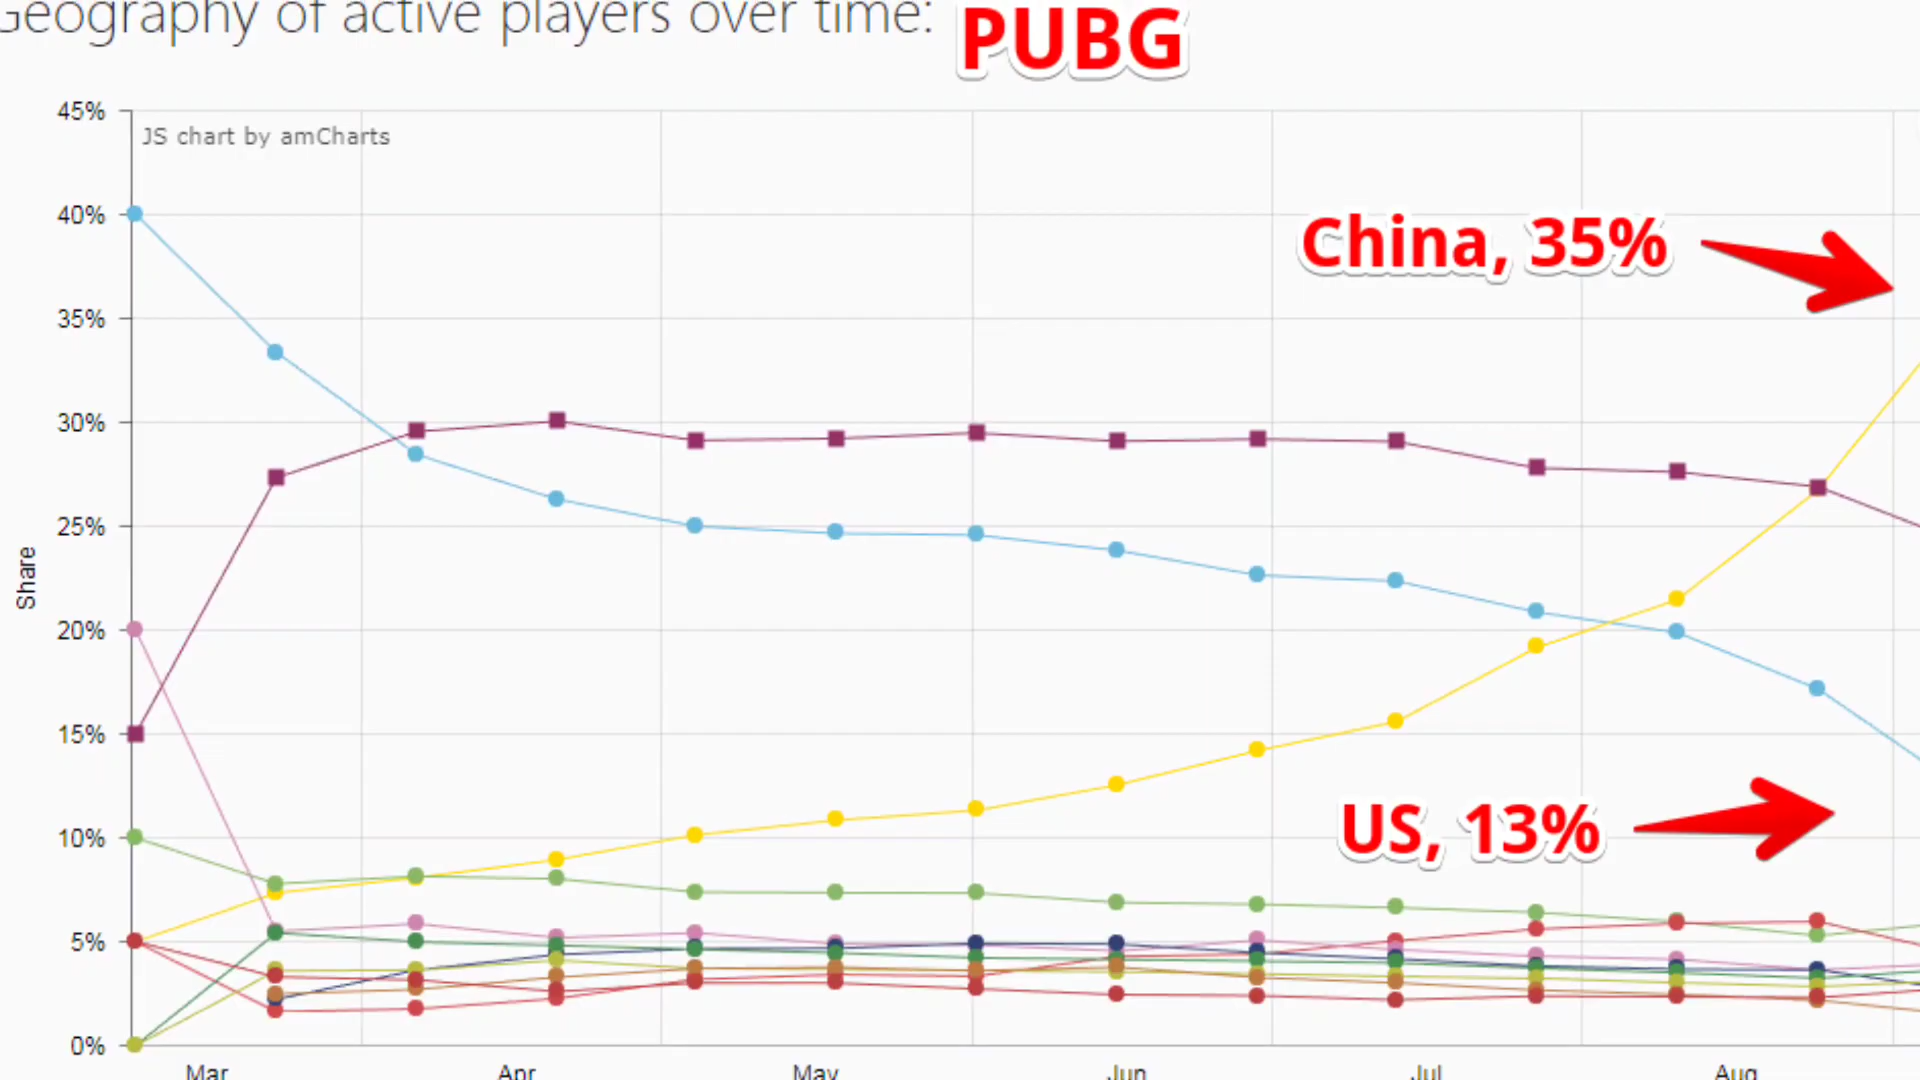 Geography of active players over time: PUBG
45%
JS chart by amCharts
40%
China, 35%
35%
30%
25%
Share
20%
15%
US, 13%
10%
5%
0%
Mar Apr May Jun Jul Aug